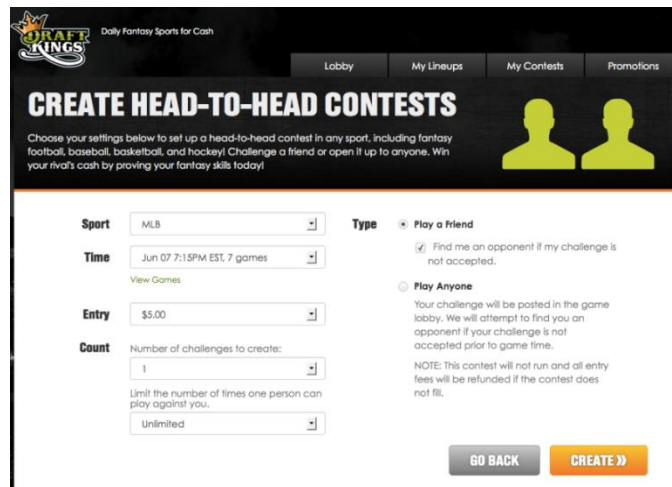 DRAFT
KINGS
Daily Fantasy Sports for Cash
Lobby
My Lineups
My Contests
Promotions
CREATE HEAD-TO-HEAD CONTESTS
Choose your settings below to set up a head-to-head contest in any sport, including fantasy
football, baseball, basketball, and hockey! Challenge a friend or open it up to anyone. Win
your rival's cash by proving your fantasy skills today!
Sport
MLB
Time
Jun 07 7:15PM EST, 7 games
View Games
Entry
$5.00
Count
Number of challenges to create:
1
Limit the number of times one person can
play against you.
Unlimited
Type
Play a Friend
Find me an opponent if my challenge is
not accepted.
Play Anyone
Your challenge will be posted in the game
lobby. We will attempt to find you an
opponent if your challenge is not
accepted prior to game time.
NOTE: This contest will not run and all entry
fees will be refunded if the contest does
not fill.
GO BACK
CREATE »